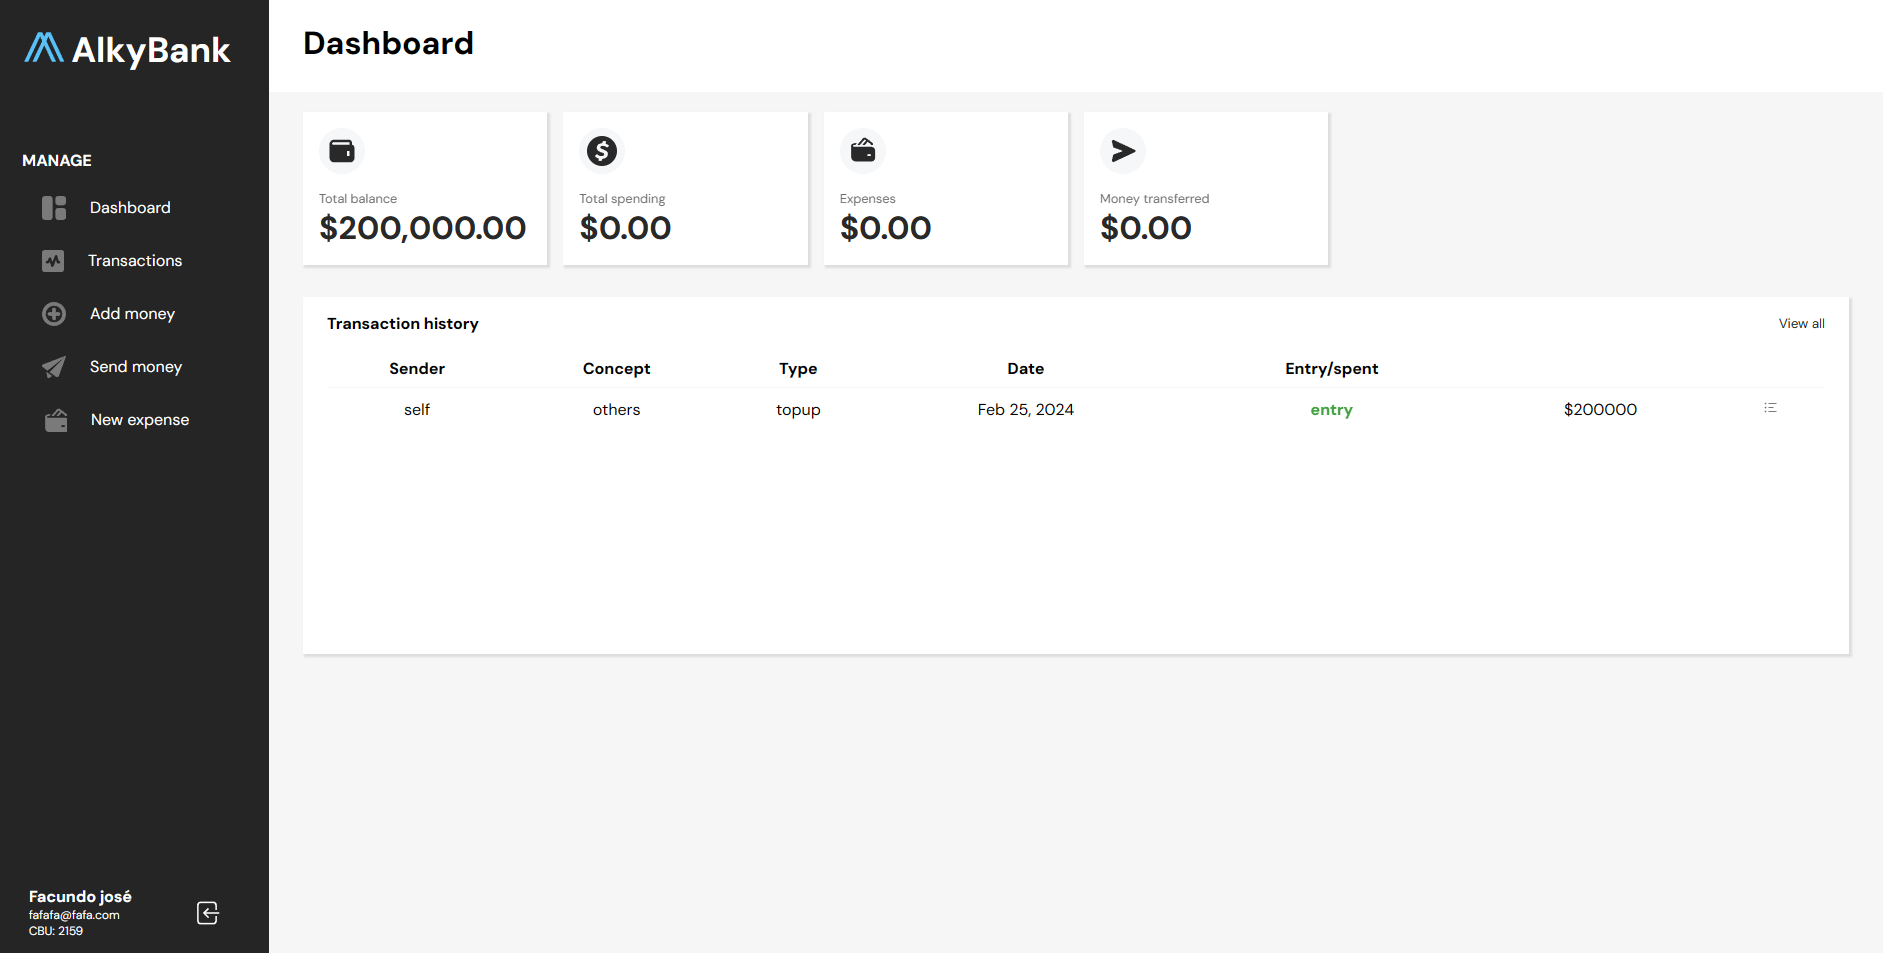 AlkyBank
Dashboard
MANAGE
Dashboard
Transactions
Add money
Send money
New expense
Total balance
$200,000.00
Total spending
$0.00
Expenses
$0.00
Money transferred
$0.00
Transaction history
View all
Sender Concept Type Date Entry/spent
self others topup Feb 25, 2024 entry $200000
Facundo josé
fafafa@fafa.com
CBU: 2159